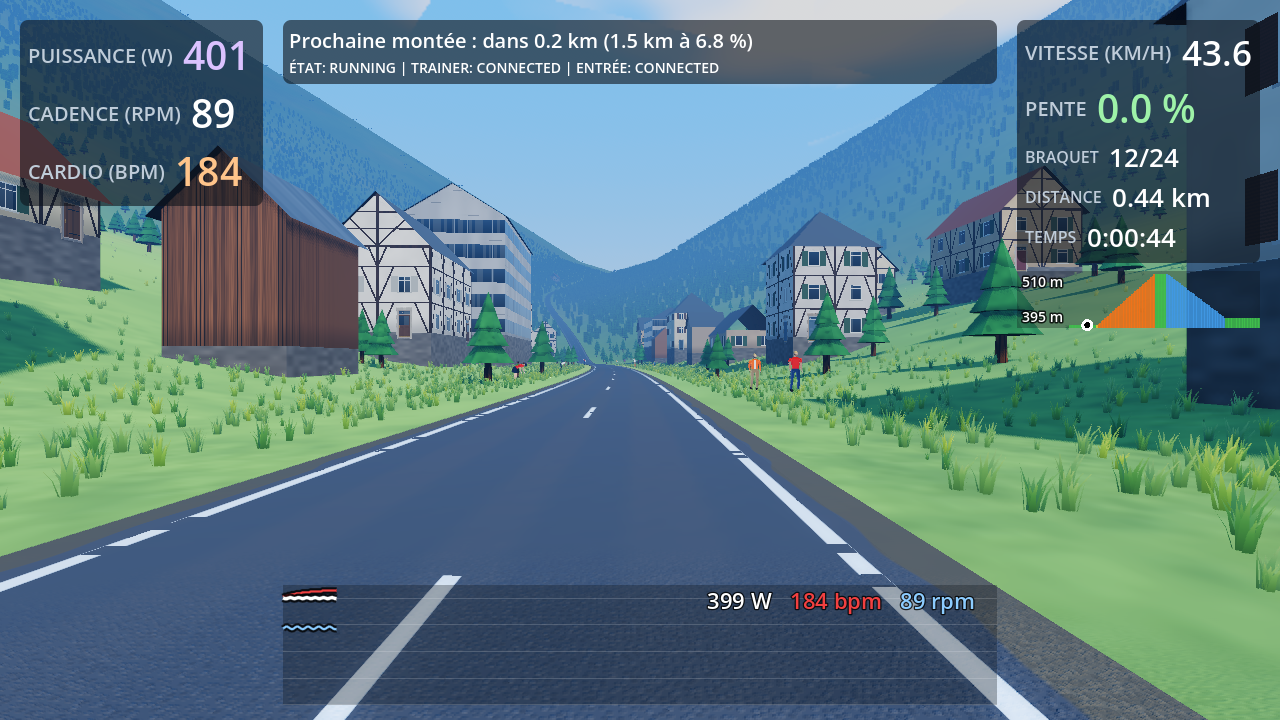 PUISSANCE (W) 401
CADENCE (RPM) 89
CARDIO (BPM) 184
Prochaine montée : dans 0.2 km (1.5 km à 6.8 %)
ÉTAT: RUNNING | TRAINER: CONNECTED | ENTRÉE: CONNECTED
VITESSE (KM/H) 43.6
PENTE 0.0 %
BRAQUET 12/24
DISTANCE 0.44 km
TEMPS 0:00:44
510 m
395 m
399 W 184 bpm 89 rpm